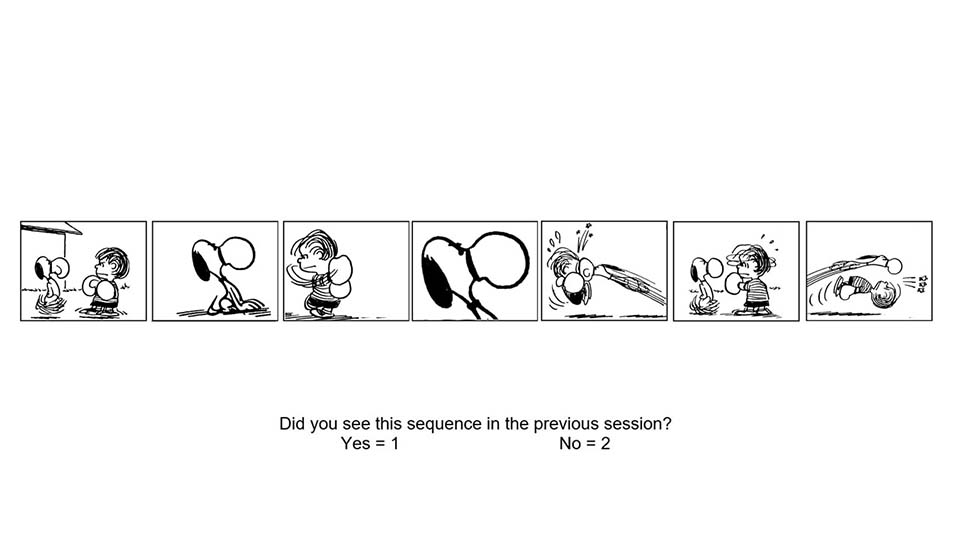 Did you see this sequence in the previous session?
Yes = 1 No = 2